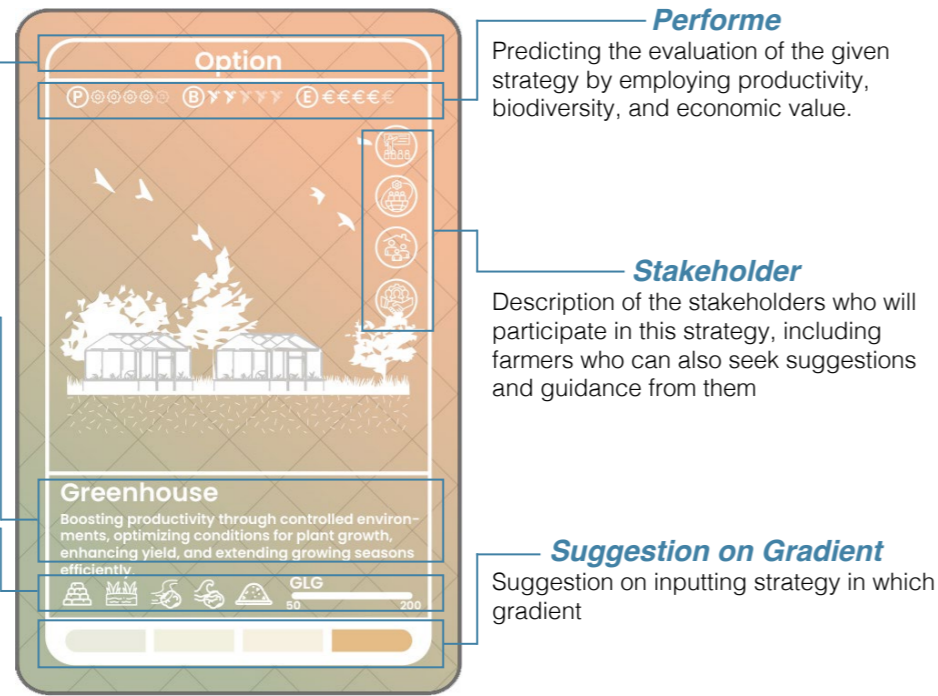 Option
P B E €€€€€
Greenhouse
Boosting productivity through controlled environ-
ments, optimizing conditions for plant growth,
enhancing yield, and extending growing seasons
efficiently.
GLG
50 200
Performe
Predicting the evaluation of the given
strategy by employing productivity,
biodiversity, and economic value.
Stakeholder
Description of the stakeholders who will
participate in this strategy, including
farmers who can also seek suggestions
and guidance from them
Suggestion on Gradient
Suggestion on inputting strategy in which
gradient